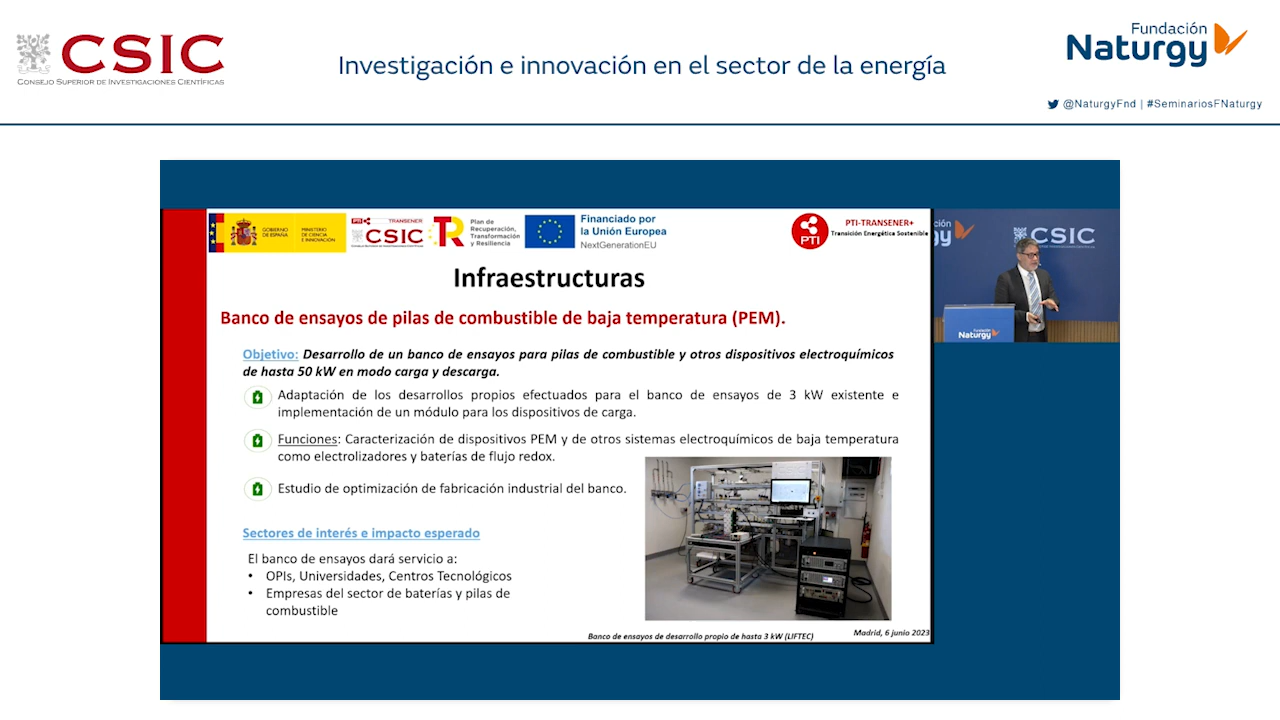 CSIC
CONSEJO SUPERIOR DE INVESTIGACIONES CIENTÍFICAS
Investigación e innovación en el sector de la energía
Fundación
Naturgy
@NaturgyFnd | #SeminariosFNaturgy
GOBIERNO
DE ESPAÑA
MINISTERIO
DE CIENCIA
E INNOVACIÓN
PTI
TRANSENER
CSIC
Plan de
Recuperación,
Transformación
y Resiliencia
Financiado por
la Unión Europea
NextGenerationEU
PTI
PTI-TRANSENER+
Transición Energética Sostenible
Infraestructuras
Banco de ensayos de pilas de combustible de baja temperatura (PEM).
Objetivo: Desarrollo de un banco de ensayos para pilas de combustible y otros dispositivos electroquímicos
de hasta 50 kW en modo carga y descarga.
Adaptación de los desarrollos propios efectuados para el banco de ensayos de 3 kW existente e
implementación de un módulo para los dispositivos de carga.
Funciones: Caracterización de dispositivos PEM y de otros sistemas electroquímicos de baja temperatura
como electrolizadores y baterías de flujo redox.
Estudio de optimización de fabricación industrial del banco.
Sectores de interés e impacto esperado
El banco de ensayos dará servicio a:
• OPIs, Universidades, Centros Tecnológicos
• Empresas del sector de baterías y pilas de
combustible
Banco de ensayos de desarrollo propio de hasta 3 kW (LIFTEC)
Madrid, 6 junio 2023
ción
gy
CSIC
Fundación
Naturgy